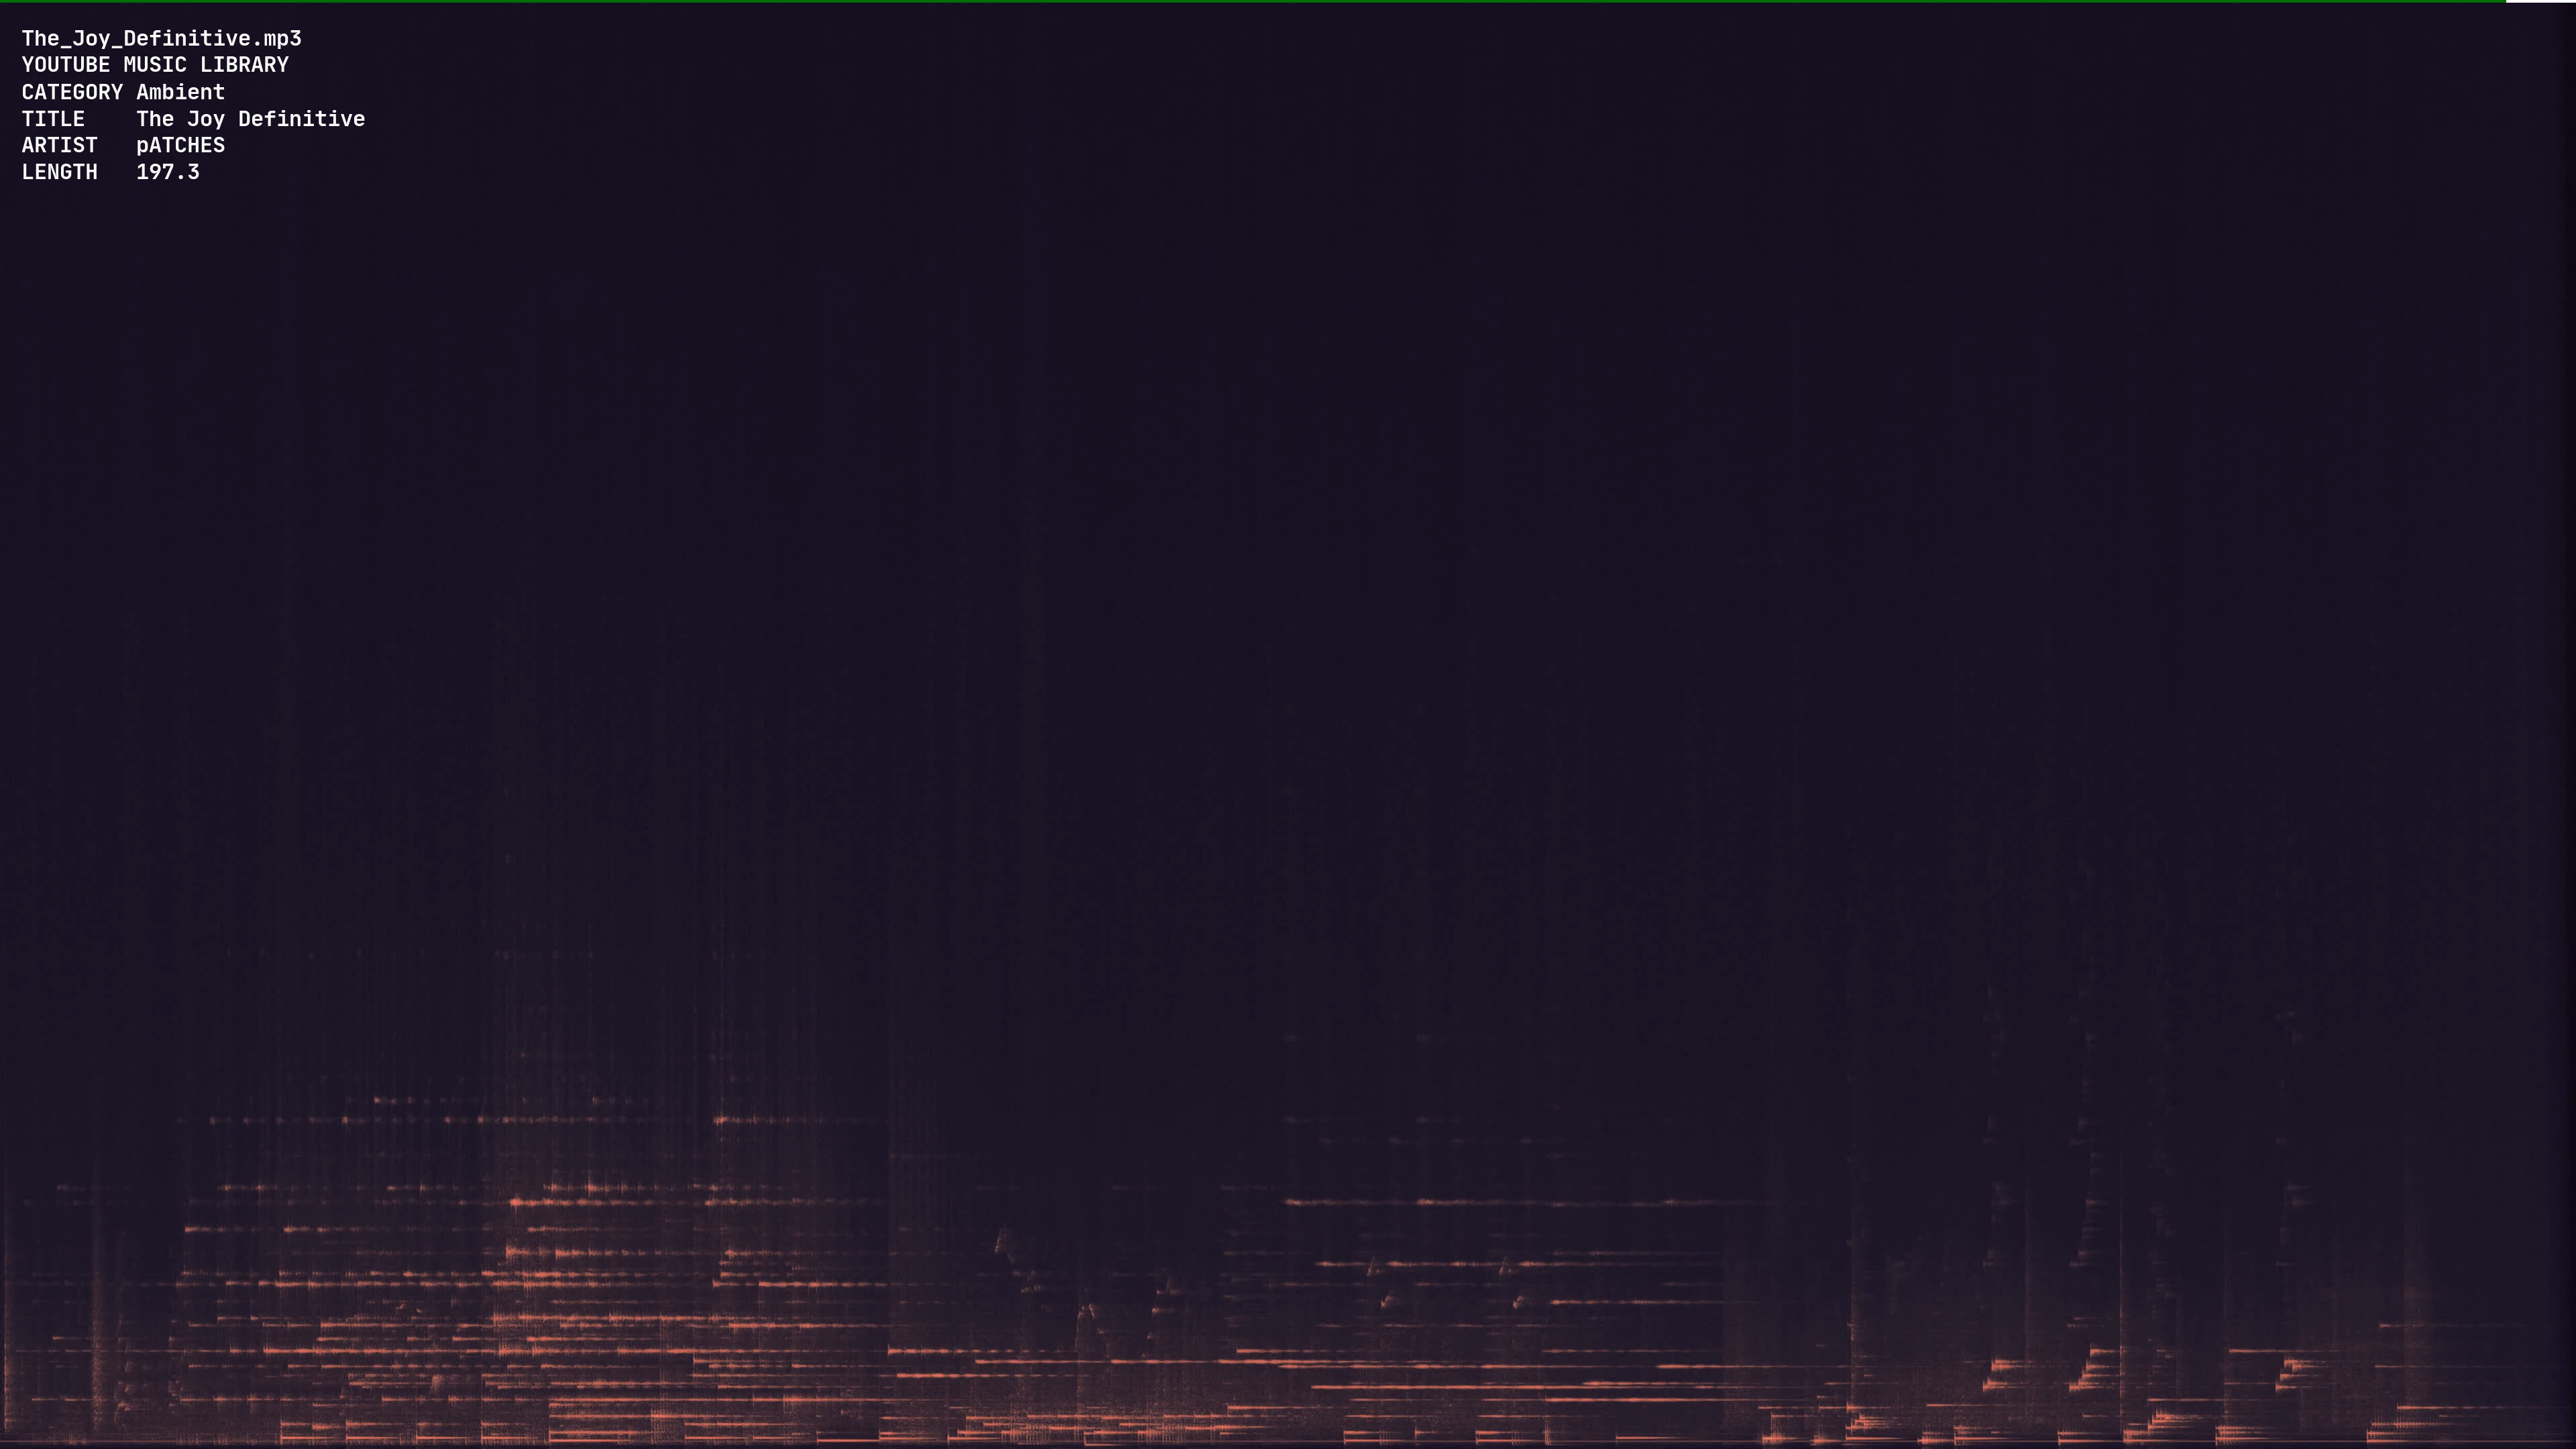 The_Joy_Definitive.mp3
YOUTUBE MUSIC LIBRARY
CATEGORY Ambient
TITLE The Joy Definitive
ARTIST pATCHES
LENGTH 197.3